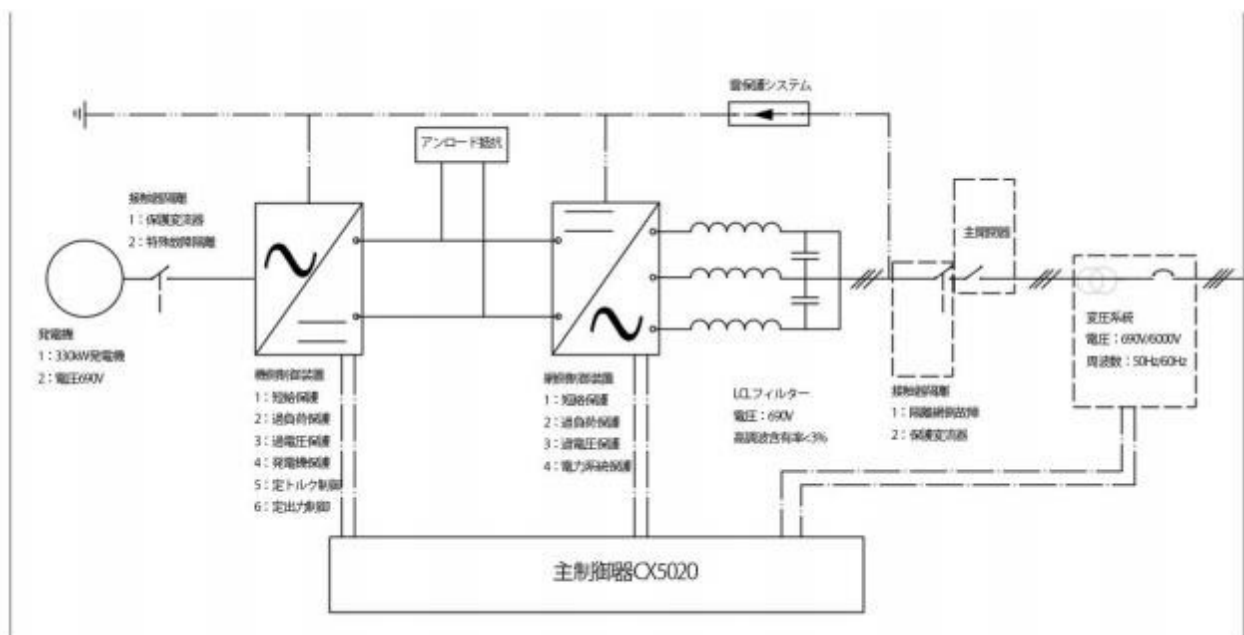 雷保護システム
アンロード抵抗
接触器隔離
1：保護変流器
2：特殊故障隔離
主開閉器
発電機
1：330kW発電機
2：電圧690V
機側制御装置
1：短絡保護
2：過負荷保護
3：過電圧保護
4：発電機保護
5：定トルク制御
6：定出力制御
網側制御装置
1：短絡保護
2：過負荷保護
3：過電圧保護
4：電力系統保護
LCLフィルター
電圧：690V
高調波含有率<3%
接触器隔離
1：隔離網側故障
2：保護変流器
変圧系統
電圧：690V/6000V
周波数：50Hz/60Hz
主制御器CX5020